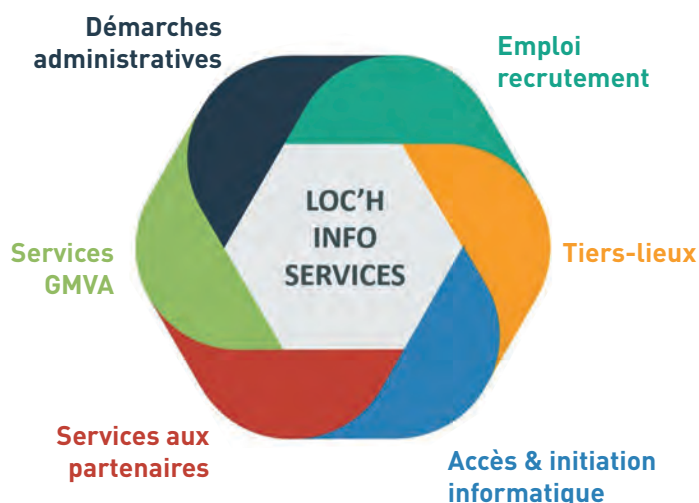 Démarches
administratives
Emploi
recrutement
LOC'H
INFO
SERVICES
Services
GMVA
Tiers-lieux
Services aux
partenaires
Accès & initiation
informatique